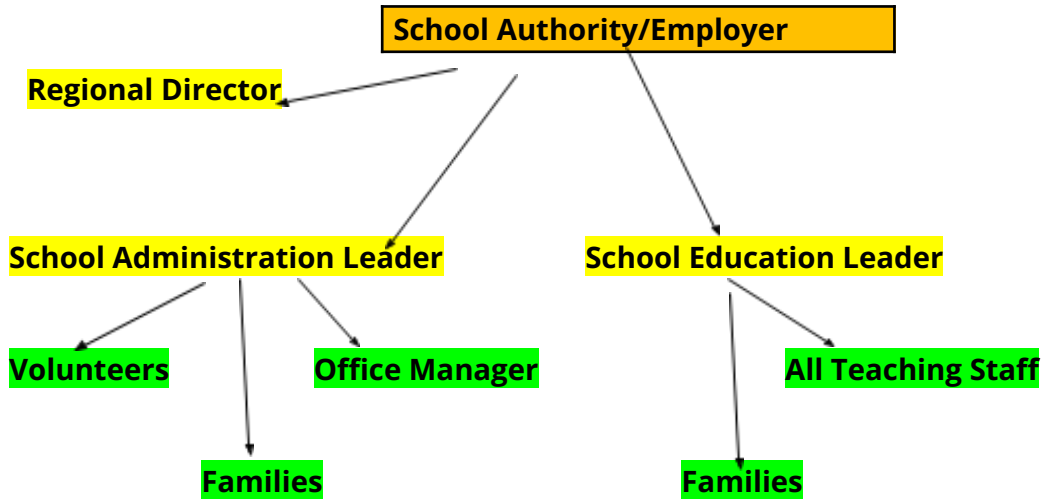 School Authority/Employer
Regional Director
School Administration Leader
School Education Leader
Volunteers
Office Manager
All Teaching Staff
Families
Families